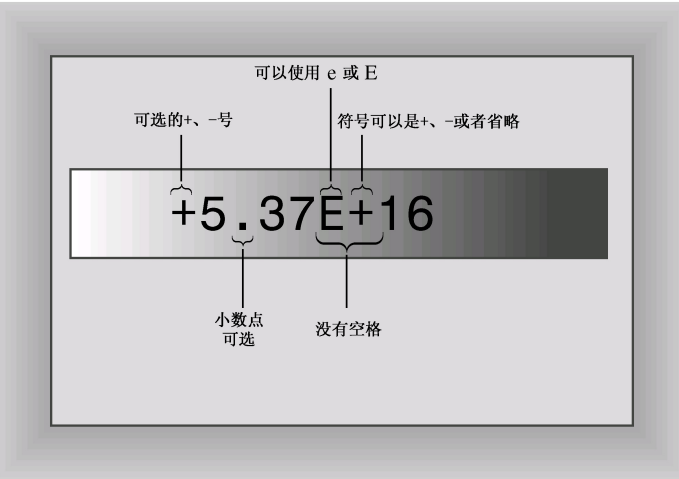 可以使用 e 或 E
可选的+、-号
符号可以是+、-或者省略
+5.37E+16
小数点
可选
没有空格